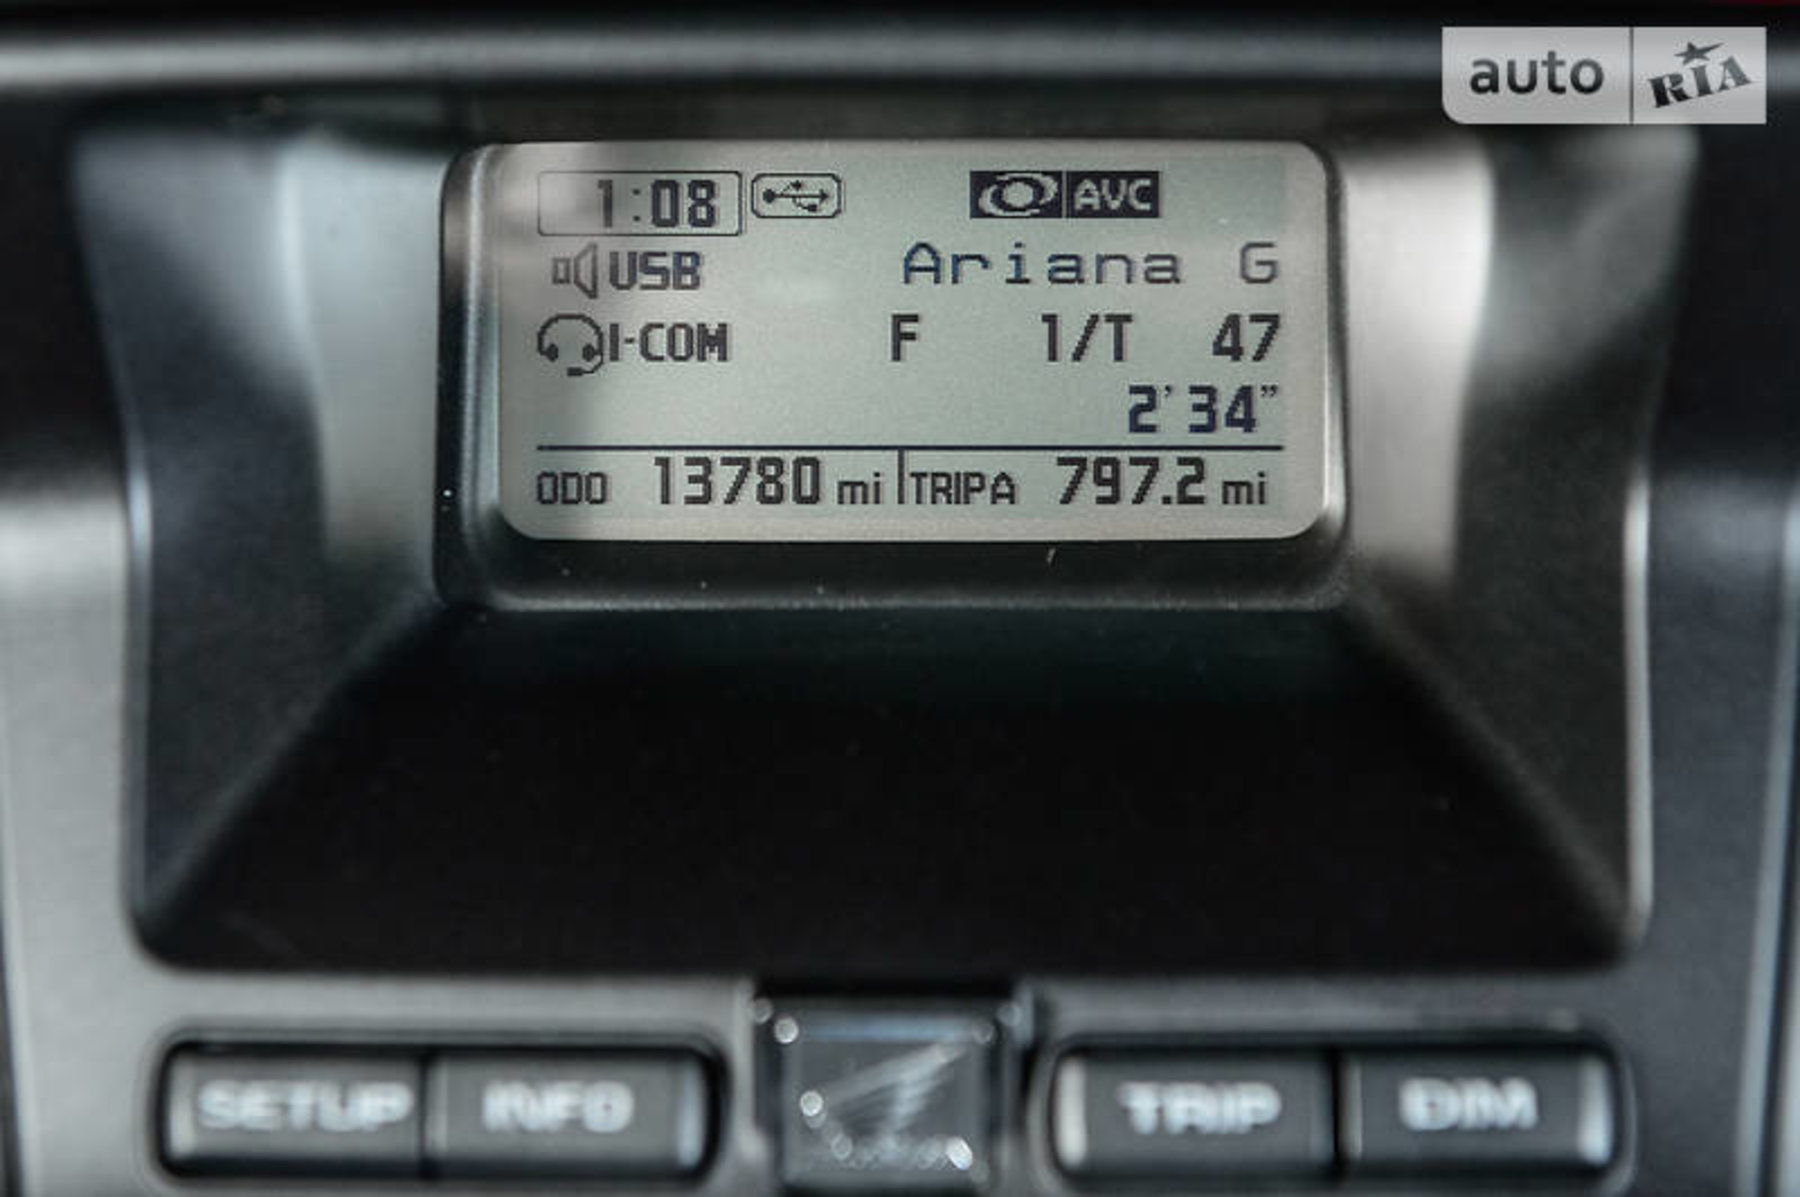 auto RIA
1:08 AVC
USB Ariana G
I-COM F 1/T 47
2'34"
ODO 13780 mi TRIP A 797.2 mi
SETUP INFO TRIP DIM